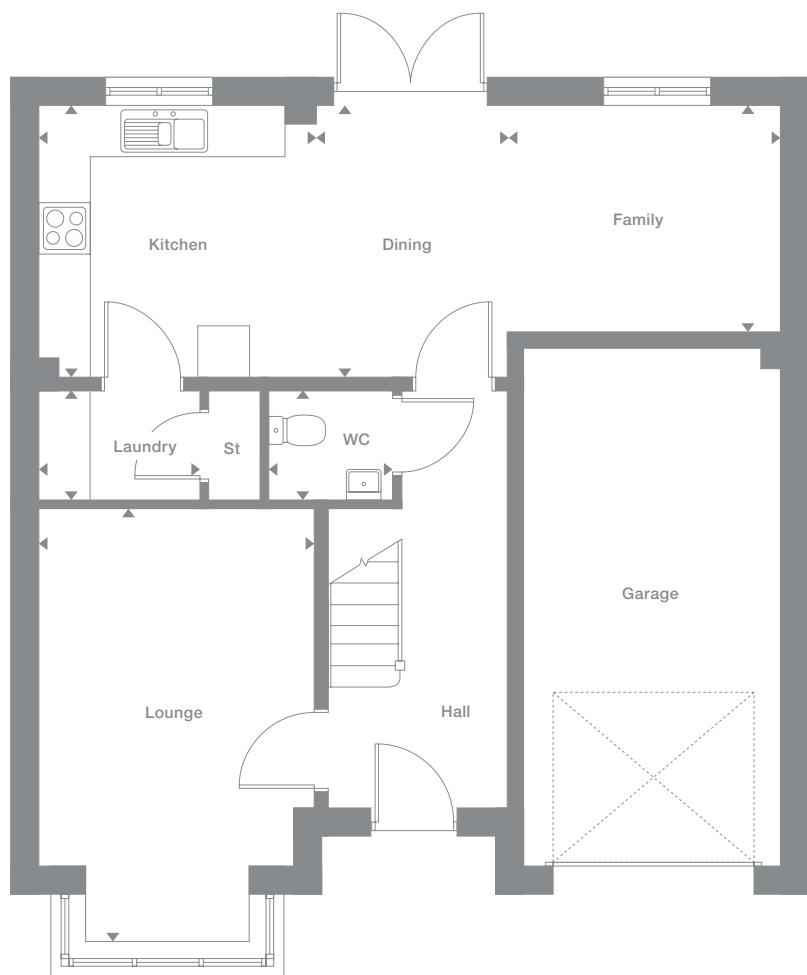 Family
Kitchen
Dining
Laundry
St
WC
Garage
Lounge
Hall